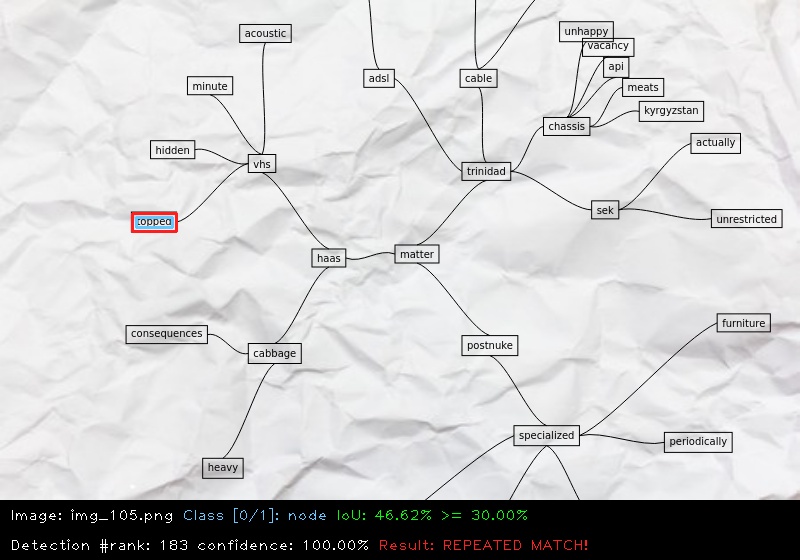 acoustic
unhappy
vacancy
adsl
cable
api
minute
meats
kyrgyzstan
chassis
hidden
actually
vhs
trinidad
sek
unrestricted
haas
matter
furniture
consequences
cabbage
postnuke
specialized
periodically
heavy
Image: img_105.png Class [0/1]: node IoU: 46.62% >= 30.00%
Detection #rank: 183 confidence: 100.00% Result: REPEATED MATCH!